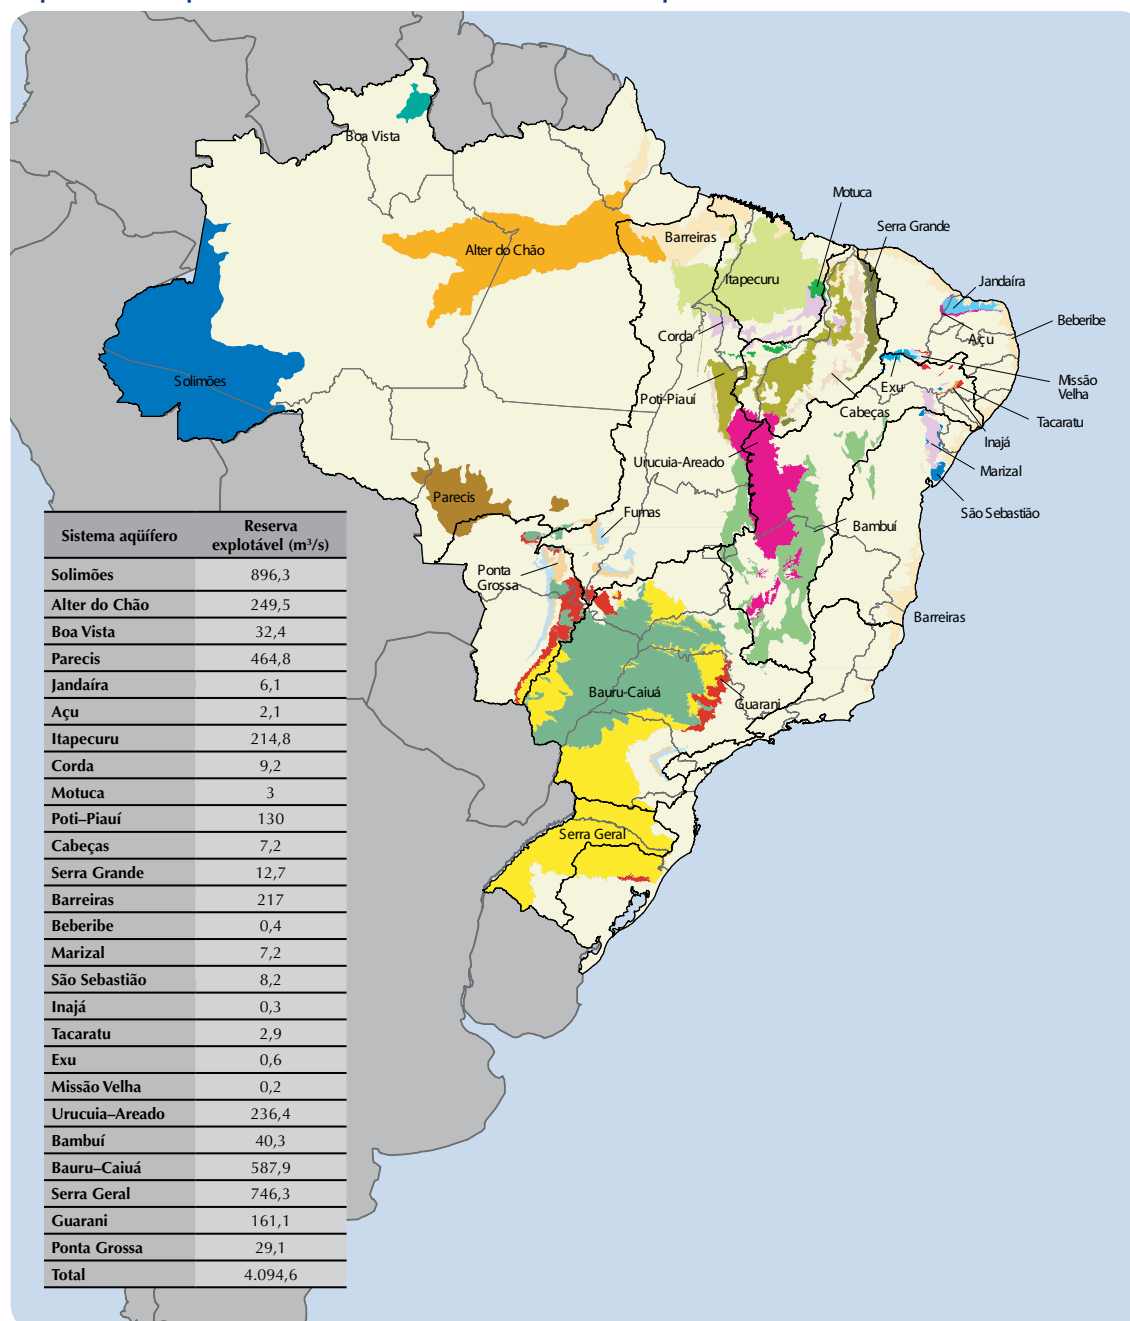 Boa Vista
Motuca
Serra Grande
Barreiras
Alter do Chão
Itapecuru
Jandaíra
Beberibe
Corda
Açu
Solimões
Exu
Missão
Velha
Poti-Piauí
Cabeças
Tacaratu
Inajá
Urucuia-Areado
Marizal
Parecis
São Sebastião
Furnas
Bambuí
Ponta
Grossa
Barreiras
Bauru-Caiuá
Guarani
Serra Geral
Sistema aqüífero Reserva
explotável (m³/s)
Solimões 896,3
Alter do Chão 249,5
Boa Vista 32,4
Parecis 464,8
Jandaíra 6,1
Açu 2,1
Itapecuru 214,8
Corda 9,2
Motuca 3
Poti–Piauí 130
Cabeças 7,2
Serra Grande 12,7
Barreiras 217
Beberibe 0,4
Marizal 7,2
São Sebastião 8,2
Inajá 0,3
Tacaratu 2,9
Exu 0,6
Missão Velha 0,2
Urucuia–Areado 236,4
Bambuí 40,3
Bauru–Caiuá 587,9
Serra Geral 746,3
Guarani 161,1
Ponta Grossa 29,1
Total 4.094,6